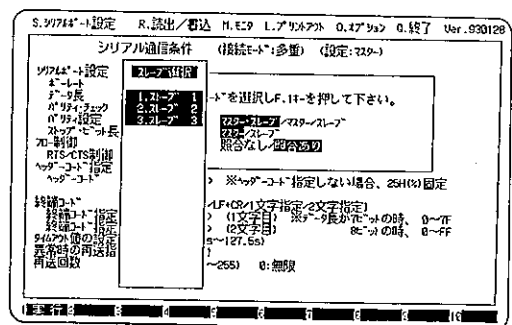 S.シリアルポート設定 R.読出/書込 M.モニタ L.プリントアウト O.オプション Q.終了 Ver.930128
シリアル通信条件 (接続モード:多重) (設定:マスター)
シリアルポート設定
スレーブ選択
ボーレート
データ長
パリティ・チェック
パリティ設定
ストップ・ビット長
1.スレーブ 1
2.スレーブ 2
3.スレーブ 3
ードを選択しF.1キーを押して下さい。
マスター・スレーブ/マスター/スレーブ
マスター/スレーブ
照合なし/照合あり
フロー制御
RTS/CTS制御
ヘッダーコード指定
ヘッダーコード
> ※ヘッダーコード指定しない場合、25H(%)固定
終端コード
/LF+CR/1文字指定/2文字指定]
終端コード指定
> (1文字目) ※データ長が7ビットの時、 0~7F
終端コード指定
> (2文字目) 8ビットの時、 0~FF
タイムアウト値の設定
s~127.5s)
異常時の再送指
再送回数
~255) 0:無限
1 実行 2 3 4 5 6 7 8 9 10